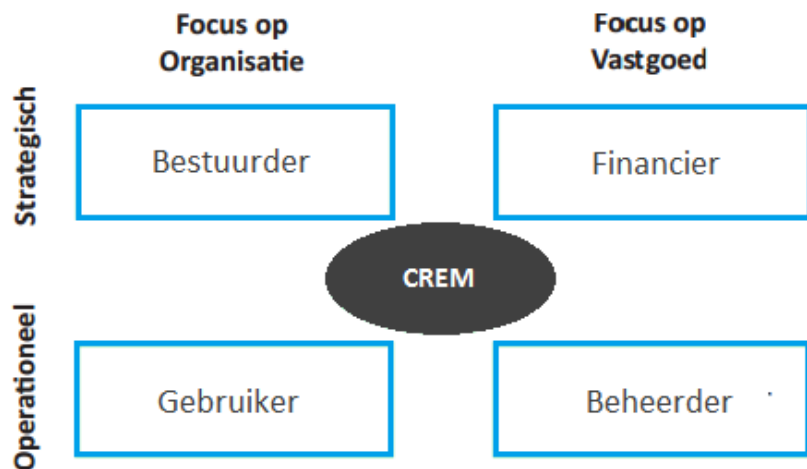 Focus op
Organisatie
Focus op
Vastgoed
Strategisch
Bestuurder
Financier
CREM
Operationeel
Gebruiker
Beheerder